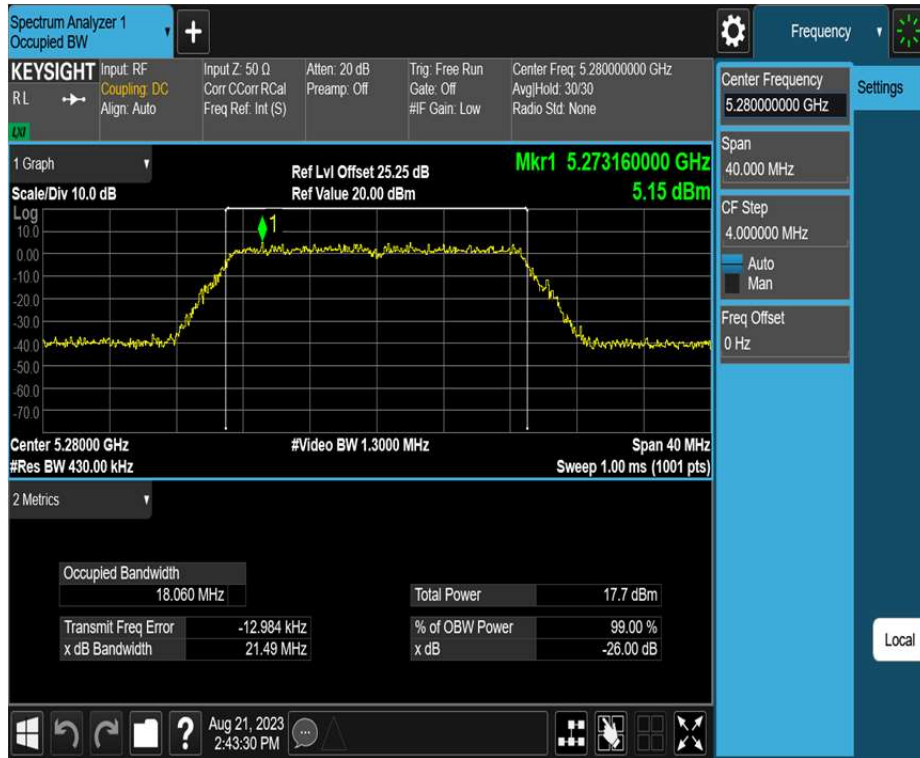 Spectrum Analyzer 1
Occupied BW
+
Frequency
KEYSIGHT
RL
LXI
Input: RF
Coupling: DC
Align: Auto
Input Z: 50 Ω
Corr CCorr RCal
Freq Ref: Int (S)
Atten: 20 dB
Preamp: Off
Trig: Free Run
Gate: Off
#IF Gain: Low
Center Freq: 5.280000000 GHz
Avg|Hold: 30/30
Radio Std: None
Center Frequency
5.280000000 GHz
Settings
Span
40.000 MHz
CF Step
4.000000 MHz
Auto
Man
Freq Offset
0 Hz
Local
1 Graph
Scale/Div 10.0 dB
Ref Lvl Offset 25.25 dB
Ref Value 20.00 dBm
Mkr1 5.273160000 GHz
5.15 dBm
Log
1
10.0
0.00
-10.0
-20.0
-30.0
-40.0
-50.0
-60.0
-70.0
Center 5.28000 GHz
#Video BW 1.3000 MHz
Span 40 MHz
#Res BW 430.00 kHz
Sweep 1.00 ms (1001 pts)
2 Metrics
Occupied Bandwidth
18.060 MHz
Total Power 17.7 dBm
Transmit Freq Error -12.984 kHz
% of OBW Power 99.00 %
x dB Bandwidth 21.49 MHz
x dB -26.00 dB
?
Aug 21, 2023
2:43:30 PM